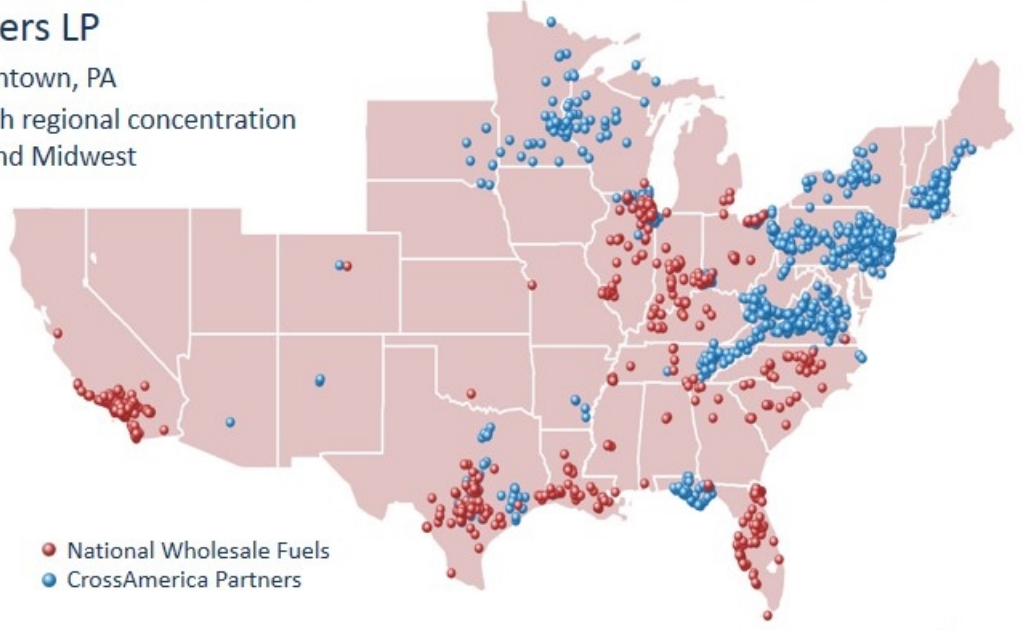 ers LP
ntown, PA
h regional concentration
nd Midwest
National Wholesale Fuels
CrossAmerica Partners